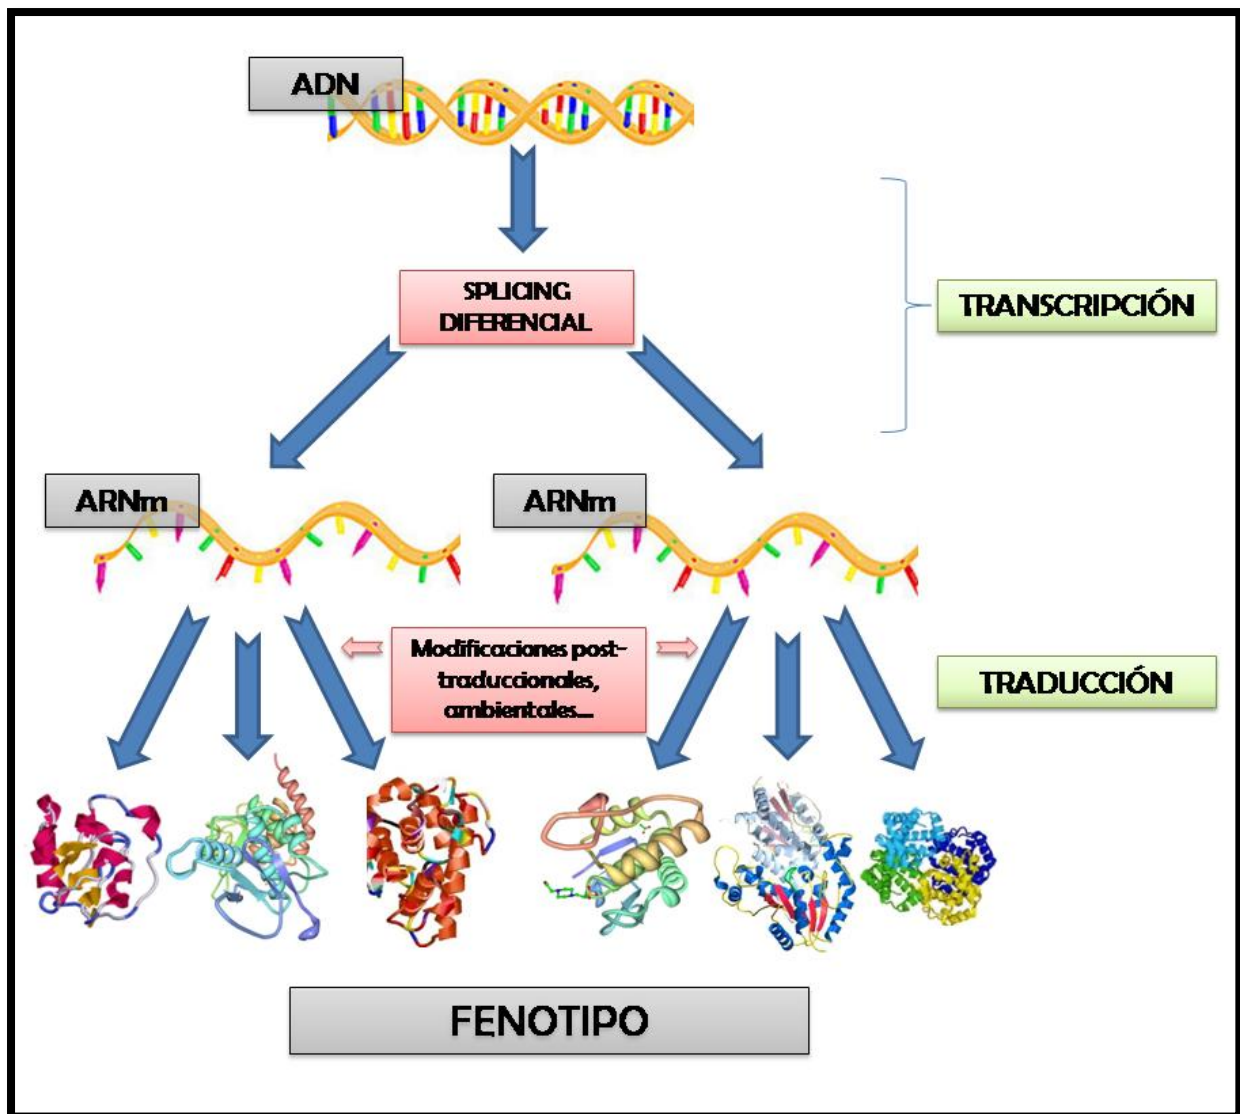 ADN
SPLICING
DIFERENCIAL
TRANSCRIPCIÓN
ARNm
ARNm
Modificaciones post-
traduccionales,
ambientales...
TRADUCCIÓN
FENOTIPO